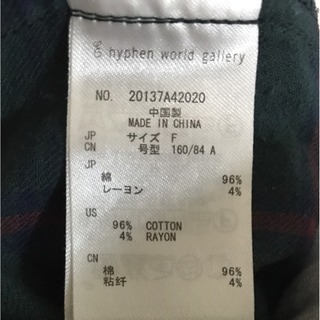 hyphen world gallery
NO. 20137A42020
中国製
MADE IN CHINA
JP サイズ F
CN 号型 160/84 A
JP
綿 96%
レーヨン 4%
US
96% COTTON
4% RAYON
CN
棉 96%
粘纤 4%